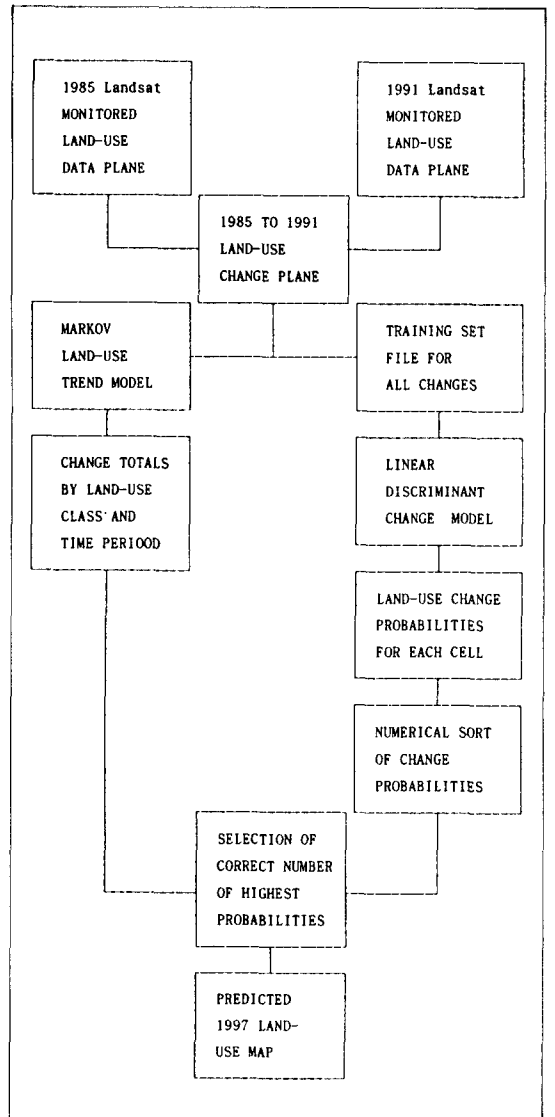 1985 Landsat
MONITORED
LAND-USE
DATA PLANE
1991 Landsat
MONITORED
LAND-USE
DATA PLANE
1985 TO 1991
LAND-USE
CHANGE PLANE
MARKOV
LAND-USE
TREND MODEL
TRAINING SET
FILE FOR
ALL CHANGES
CHANGE TOTALS
BY LAND-USE
CLASS AND
TIME PERIOOD
LINEAR
DISCRIMINANT
CHANGE MODEL
LAND-USE CHANGE
PROBABILITIES
FOR EACH CELL
NUMERICAL SORT
OF CHANGE
PROBABILITIES
SELECTION OF
CORRECT NUMBER
OF HIGHEST
PROBABILITIES
PREDICTED
1997 LAND-
USE MAP